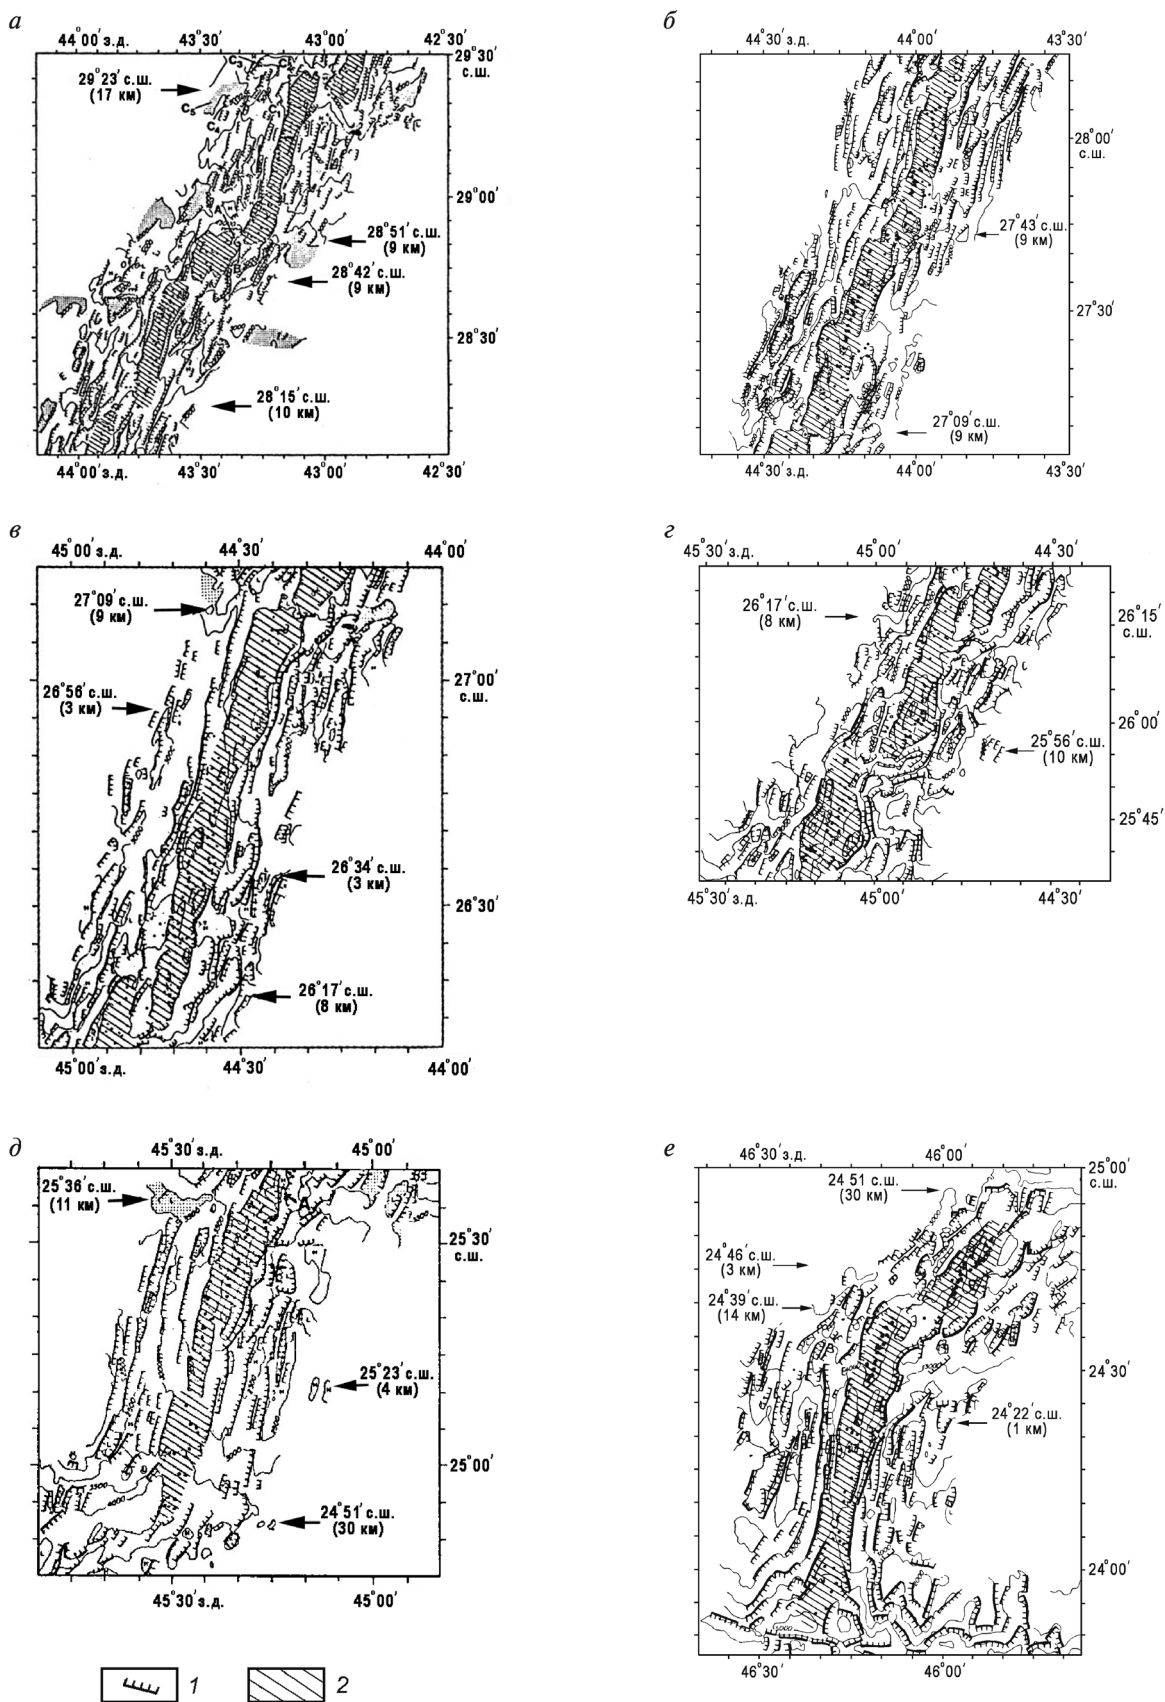 а
44°00′ з.д. 43°30′ 43°00′ 42°30′
29°30′
с.ш.
29°23′ с.ш.
(17 км)
C₃
C₅
C₄
C₁
29°00′
A
28°51′ с.ш.
(9 км)
28°42′ с.ш.
(9 км)
B
28°30′
28°15′ с.ш.
(10 км)
44°00′ з.д. 43°30′ 43°00′ 42°30′
б
44°30′ з.д. 44°00′ 43°30′
28°00′
с.ш.
27°43′ с.ш.
(9 км)
27°30′
27°09′ с.ш.
(9 км)
44°30′ з.д. 44°00′ 43°30′
в
45°00′ з.д. 44°30′ 44°00′
27°09′ с.ш.
(9 км)
27°00′
с.ш.
26°56′ с.ш.
(3 км)
26°34′ с.ш.
(3 км)
26°30′
26°17′ с.ш.
(8 км)
45°00′ з.д. 44°30′ 44°00′
г
45°30′ з.д. 45°00′ 44°30′
26°17′ с.ш.
(8 км)
26°15′
с.ш.
26°00′
25°56′ с.ш.
(10 км)
25°45′
45°30′ з.д. 45°00′ 44°30′
д
45°30′ з.д. 45°00′
25°36′ с.ш.
(11 км)
A
25°30′
с.ш.
25°23′ с.ш.
(4 км)
25°00′
3500
4000
24°51′ с.ш.
(30 км)
45°30′ з.д. 45°00′
е
46°30′ з.д. 46°00′
25°00′
с.ш.
24 51 с.ш.
(30 км)
24°46′ с.ш.
(3 км)
24°39′ с.ш.
(14 км)
24°30′
24°22′ с.ш.
(1 км)
24°00′
46°30′ з.д. 46°00′
1 2